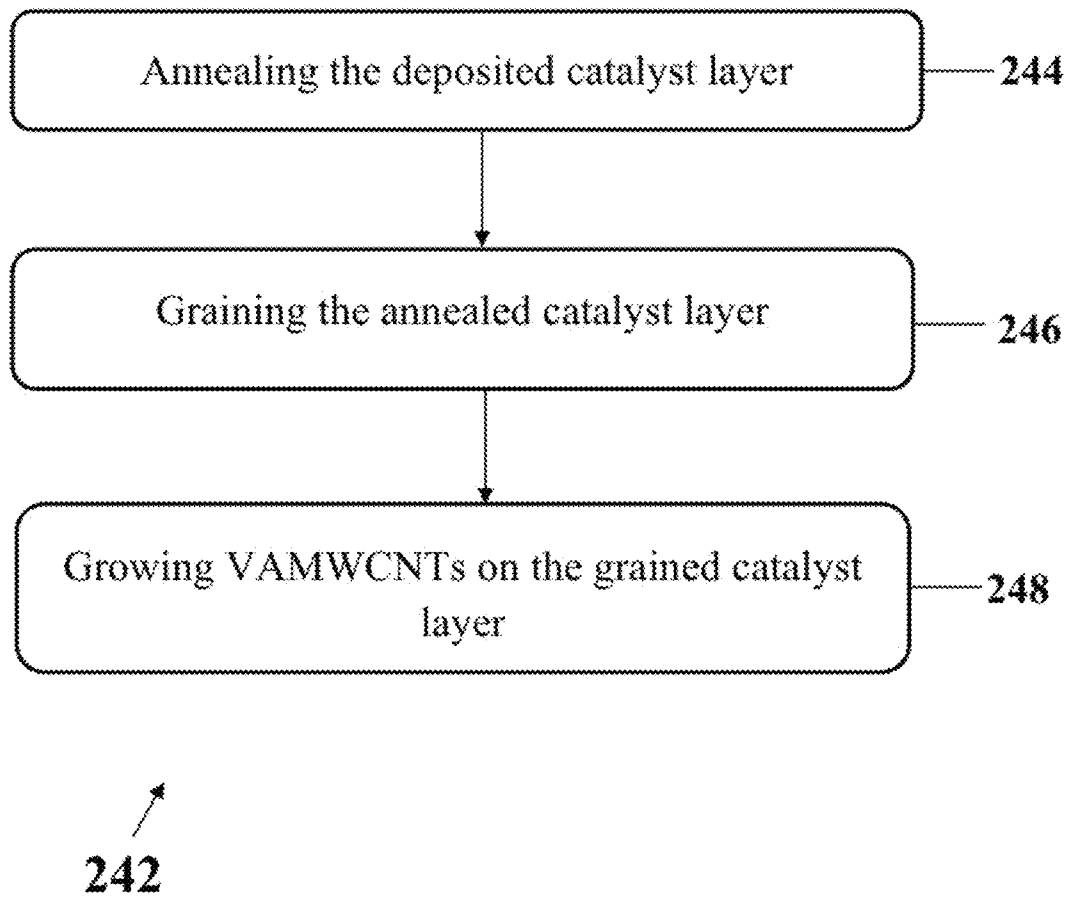 Annealing the deposited catalyst layer
244
Graining the annealed catalyst layer
246
Growing VAMWCNTs on the grained catalyst
layer
248
242